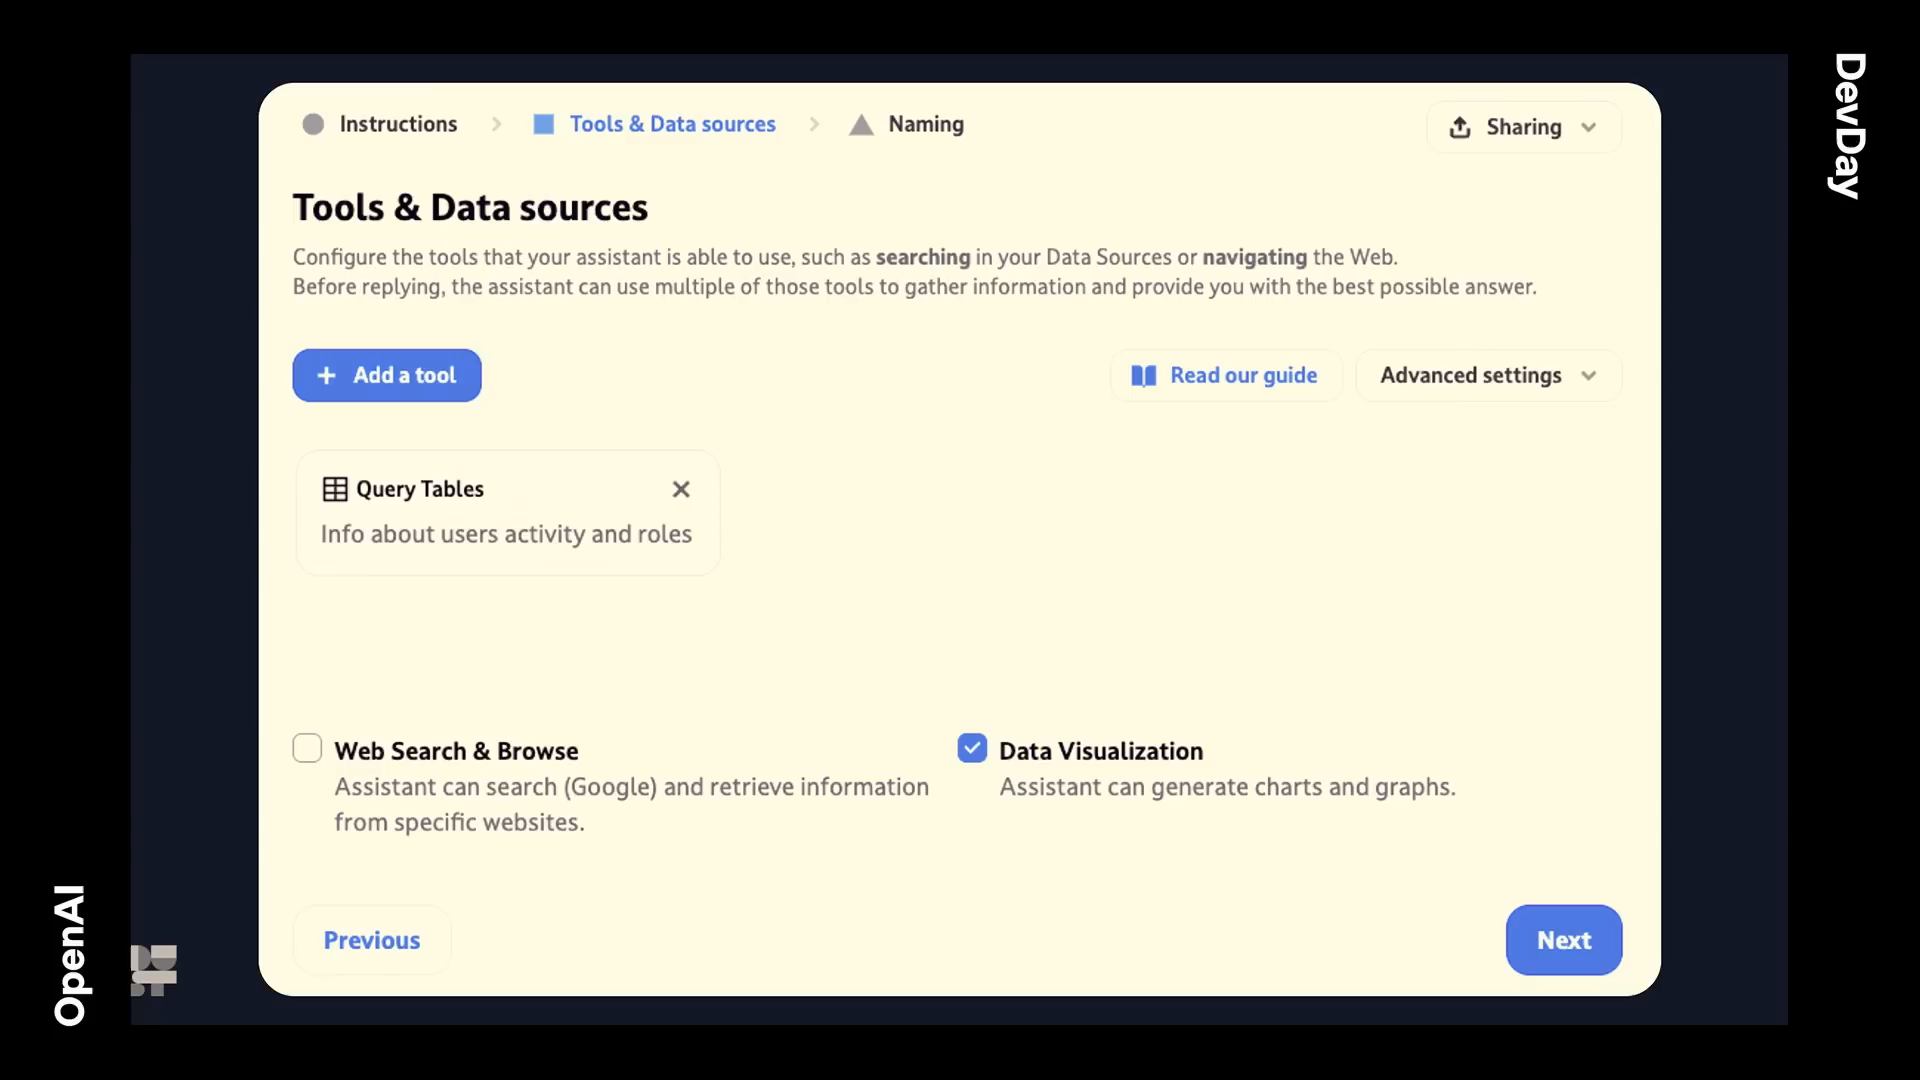 DevDay
Instructions
Tools & Data sources
Naming
Sharing
Tools & Data sources
Configure the tools that your assistant is able to use, such as searching in your Data Sources or navigating the Web.
Before replying, the assistant can use multiple of those tools to gather information and provide you with the best possible answer.
+ Add a tool
Read our guide
Advanced settings
Query Tables
Info about users activity and roles
Web Search & Browse
Assistant can search (Google) and retrieve information
from specific websites.
Data Visualization
Assistant can generate charts and graphs.
Previous
Next
OpenAI